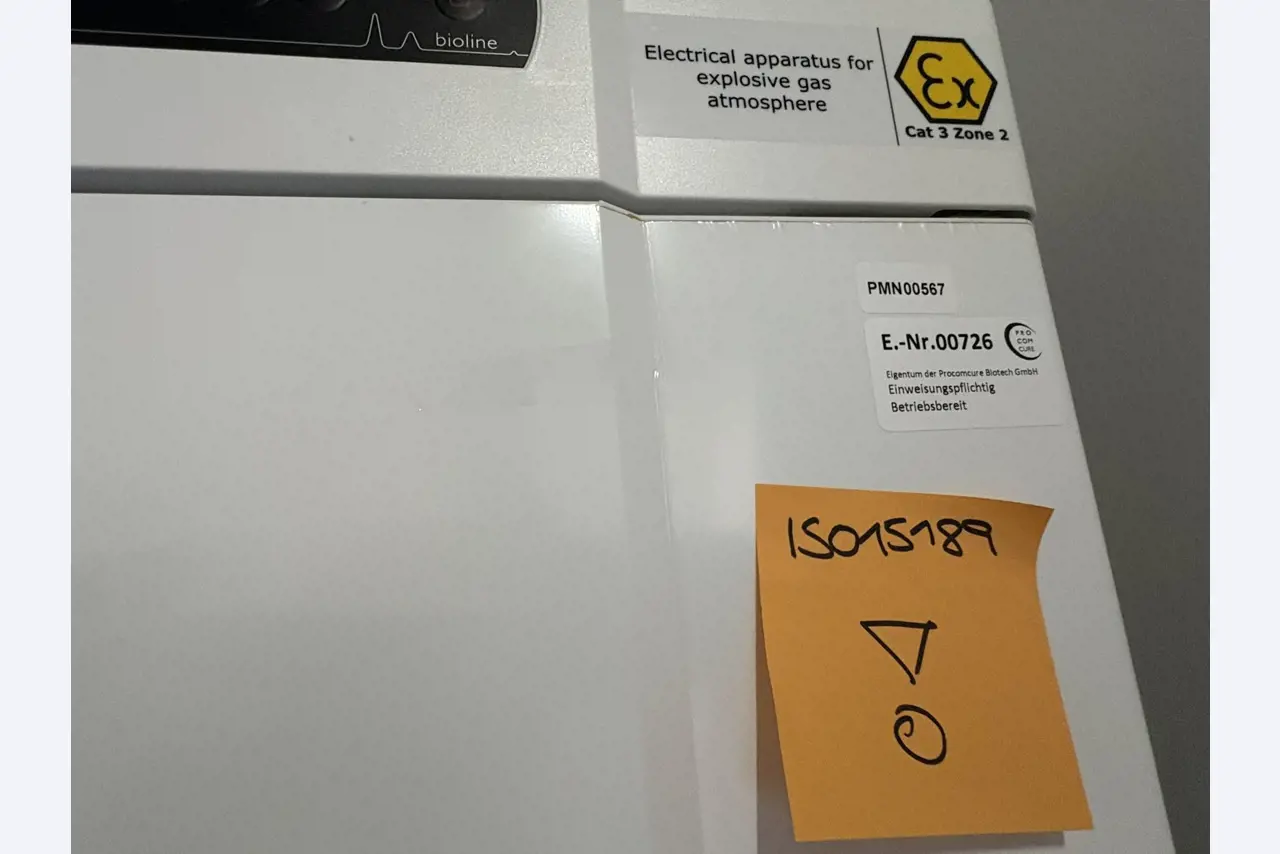 bioline
Electrical apparatus for
explosive gas
atmosphere
Ex
Cat 3 Zone 2
PMN00567
E.-Nr.00726
PRO
COM
CURE
Eigentum der Procomcure Biotech GmbH
Einweisungspflichtig
Betriebsbereit
ISO15189